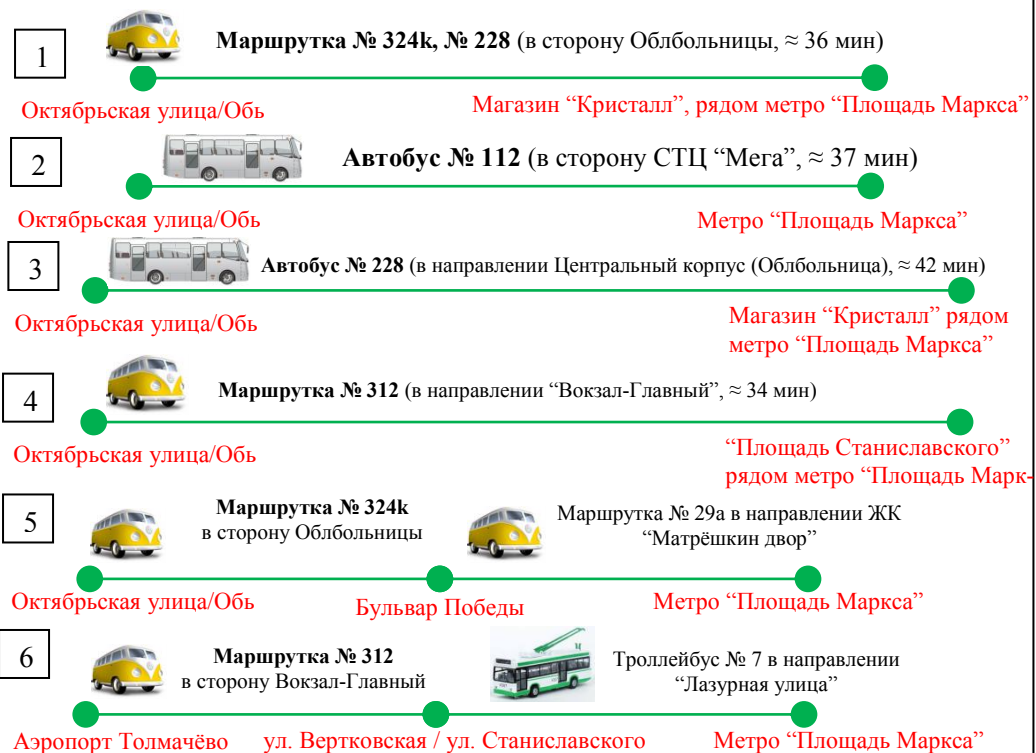 1
Маршрутка № 324k, № 228 (в сторону Облбольницы, ≈ 36 мин)
Октябрьская улица/Обь
Магазин “Кристалл”, рядом метро “Площадь Маркса”
2
Автобус № 112 (в сторону СТЦ “Мега”, ≈ 37 мин)
Октябрьская улица/Обь
Метро “Площадь Маркса”
3
Автобус № 228 (в направлении Центральный корпус (Облбольница), ≈ 42 мин)
Октябрьская улица/Обь
Магазин “Кристалл” рядом
метро “Площадь Маркса”
4
Маршрутка № 312 (в направлении “Вокзал-Главный”, ≈ 34 мин)
Октябрьская улица/Обь
“Площадь Станиславского”
рядом метро “Площадь Марк-
5
Маршрутка № 324k
в сторону Облбольницы
Маршрутка № 29а в направлении ЖК
“Матрёшкин двор”
Октябрьская улица/Обь
Бульвар Победы
Метро “Площадь Маркса”
6
Маршрутка № 312
в сторону Вокзал-Главный
Троллейбус № 7 в направлении
“Лазурная улица”
Аэропорт Толмачёво
ул. Вертковская / ул. Станиславского
Метро “Площадь Маркса”